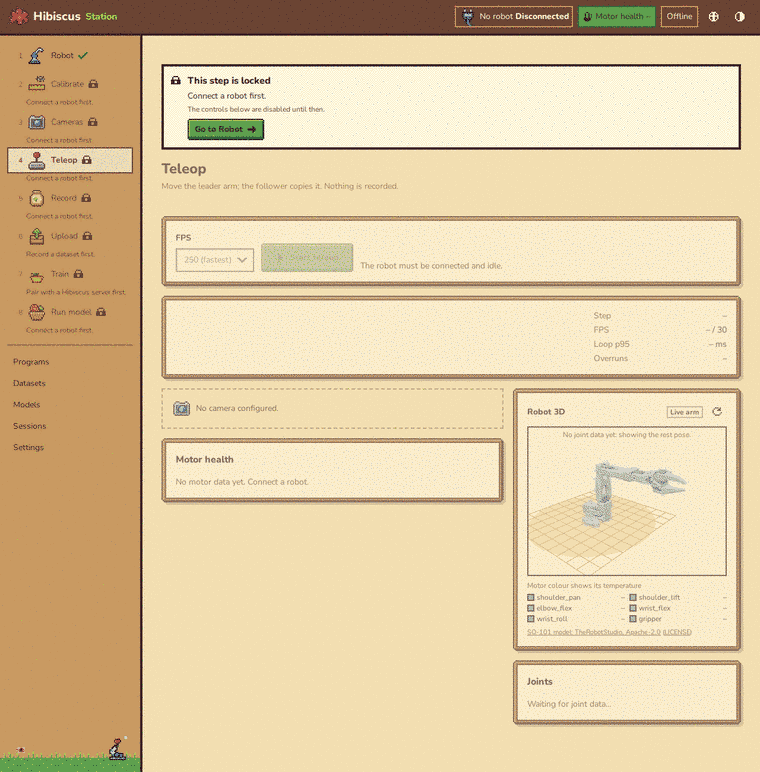 Hibiscus Station
No robot Disconnected
Motor health –
Offline
1 Robot
2 Calibrate
Connect a robot first.
3 Cameras
Connect a robot first.
4 Teleop
Connect a robot first.
5 Record
Connect a robot first.
6 Upload
Record a dataset first.
7 Train
Pair with a Hibiscus server first.
8 Run model
Connect a robot first.
Programs
Datasets
Models
Sessions
Settings
This step is locked
Connect a robot first.
The controls below are disabled until then.
Go to Robot
Teleop
Move the leader arm: the follower copies it. Nothing is recorded.
FPS
250 (fastest)
The robot must be connected and idle.
Step –
FPS – / 30
Loop p95 – ms
Overruns –
No camera configured.
Motor health
No motor data yet. Connect a robot.
Robot 3D
Live arm
No joint data yet: showing the rest pose.
Motor colour shows its temperature
shoulder_pan – shoulder_lift –
elbow_flex – wrist_flex –
wrist_roll – gripper –
SO-101 model: TheRobotStudio, Apache-2.0 (LICENSE)
Joints
Waiting for joint data...